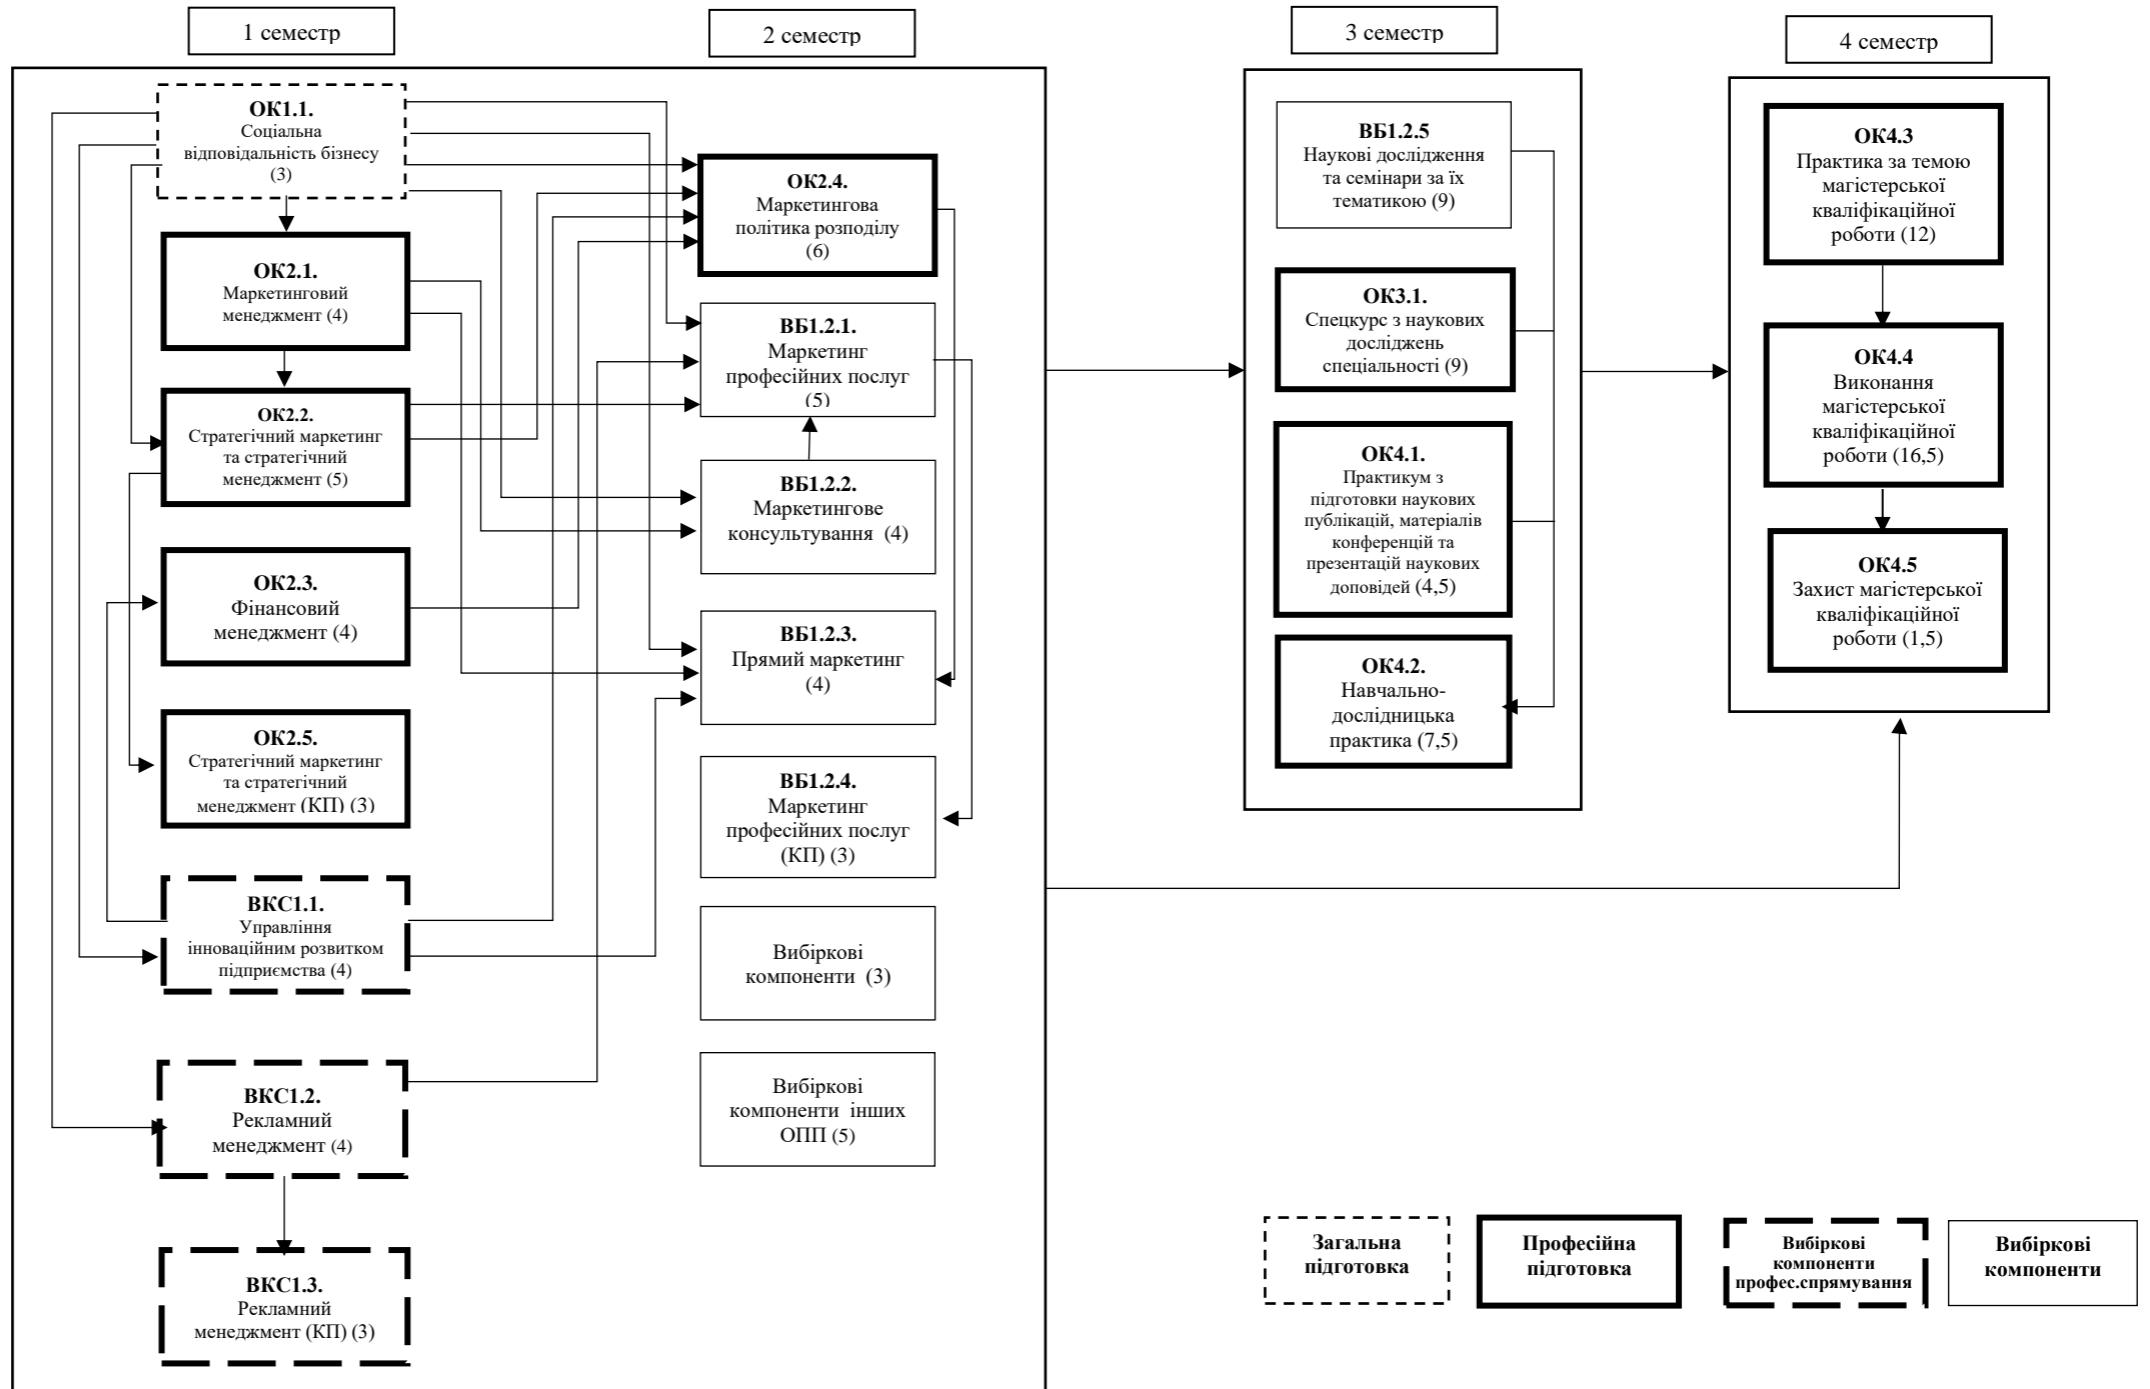 1 семестр
2 семестр
3 семестр
4 семестр
ОК1.1.
Соціальна
відповідальність бізнесу
(3)
ОК2.1.
Маркетинговий
менеджмент (4)
ОК2.2.
Стратегічний маркетинг
та стратегічний
менеджмент (5)
ОК2.3.
Фінансовий
менеджмент (4)
ОК2.5.
Стратегічний маркетинг
та стратегічний
менеджмент (КП) (3)
ВКС1.1.
Управління
інноваційним розвитком
підприємства (4)
ВКС1.2.
Рекламний
менеджмент (4)
ВКС1.3.
Рекламний
менеджмент (КП) (3)
ОК2.4.
Маркетингова
політика розподілу
(6)
ВБ1.2.1.
Маркетинг
професійних послуг
(5)
ВБ1.2.2.
Маркетингове
консультування (4)
ВБ1.2.3.
Прямий маркетинг
(4)
ВБ1.2.4.
Маркетинг
професійних послуг
(КП) (3)
Вибіркові
компоненти (3)
Вибіркові
компоненти інших
ОПП (5)
ВБ1.2.5
Наукові дослідження
та семінари за їх
тематикою (9)
ОК3.1.
Спецкурс з наукових
досліджень
спеціальності (9)
ОК4.1.
Практикум з
підготовки наукових
публікацій, матеріалів
конференцій та
презентацій наукових
доповідей (4,5)
ОК4.2.
Навчально-
дослідницька
практика (7,5)
ОК4.3
Практика за темою
магістерської
кваліфікаційної
роботи (12)
ОК4.4
Виконання
магістерської
кваліфікаційної
роботи (16,5)
ОК4.5
Захист магістерської
кваліфікаційної
роботи (1,5)
Загальна
підготовка
Професійна
підготовка
Вибіркові
компоненти
профес.спрямування
Вибіркові
компоненти